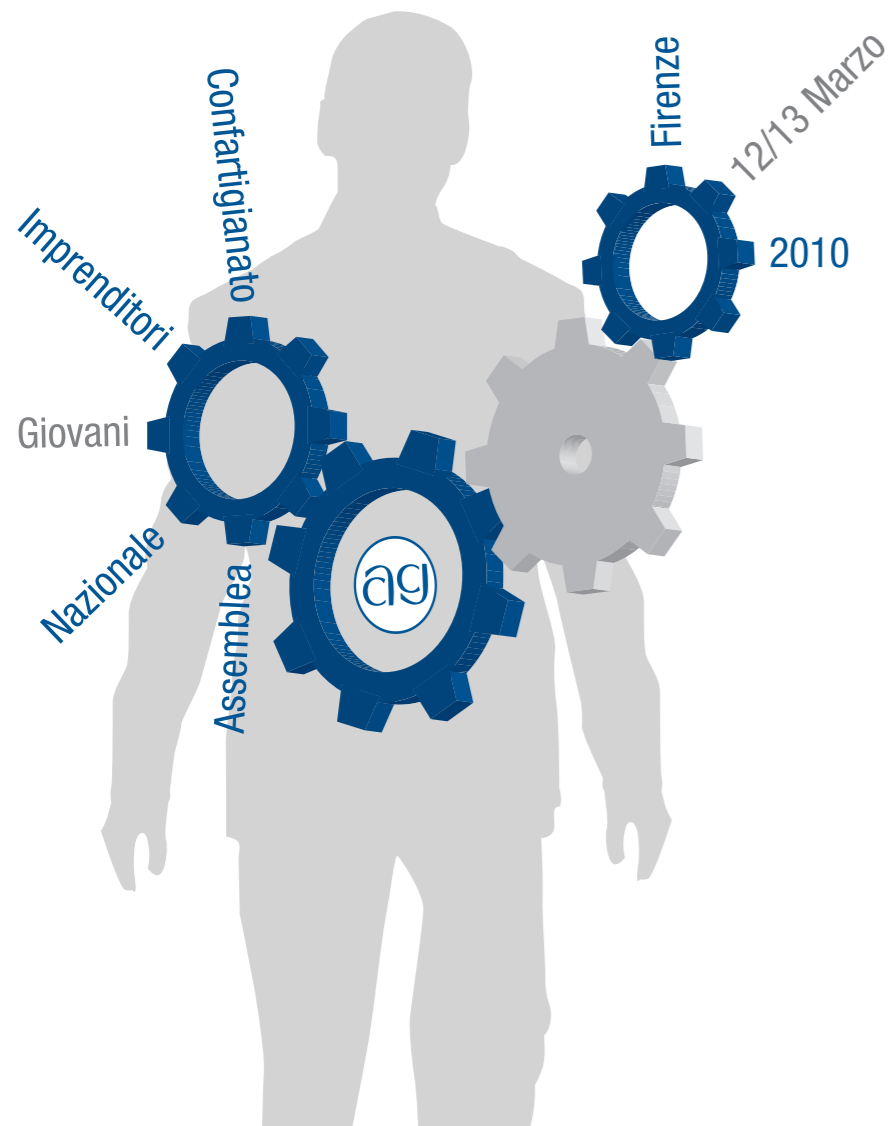 Assemblea
Nazionale
Giovani
Imprenditori
Confartigianato
Firenze
12/13 Marzo
2010
ag